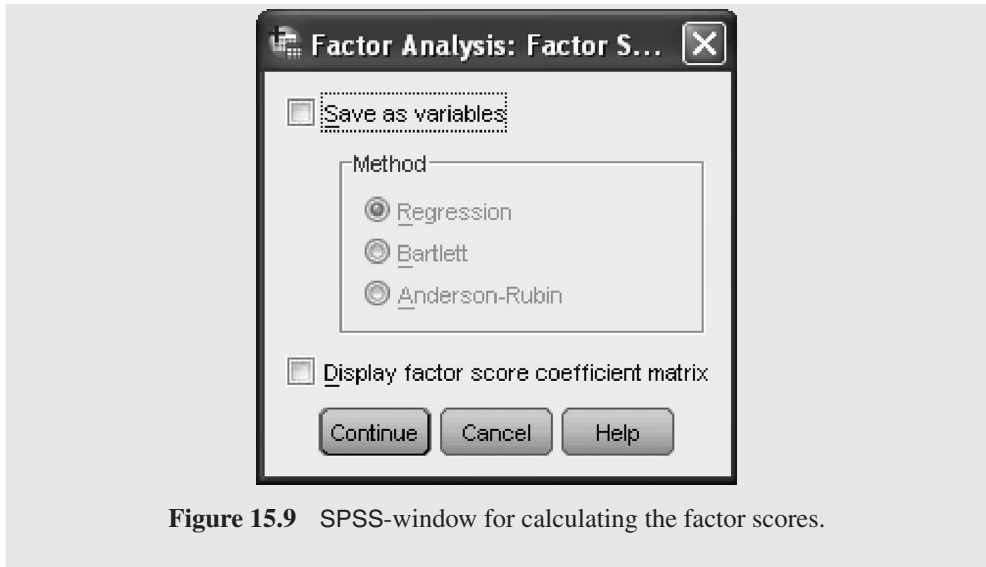 Factor Analysis: Factor S...
Save as variables
Method
Regression
Bartlett
Anderson-Rubin
Display factor score coefficient matrix
Continue Cancel Help
Figure 15.9 SPSS-window for calculating the factor scores.